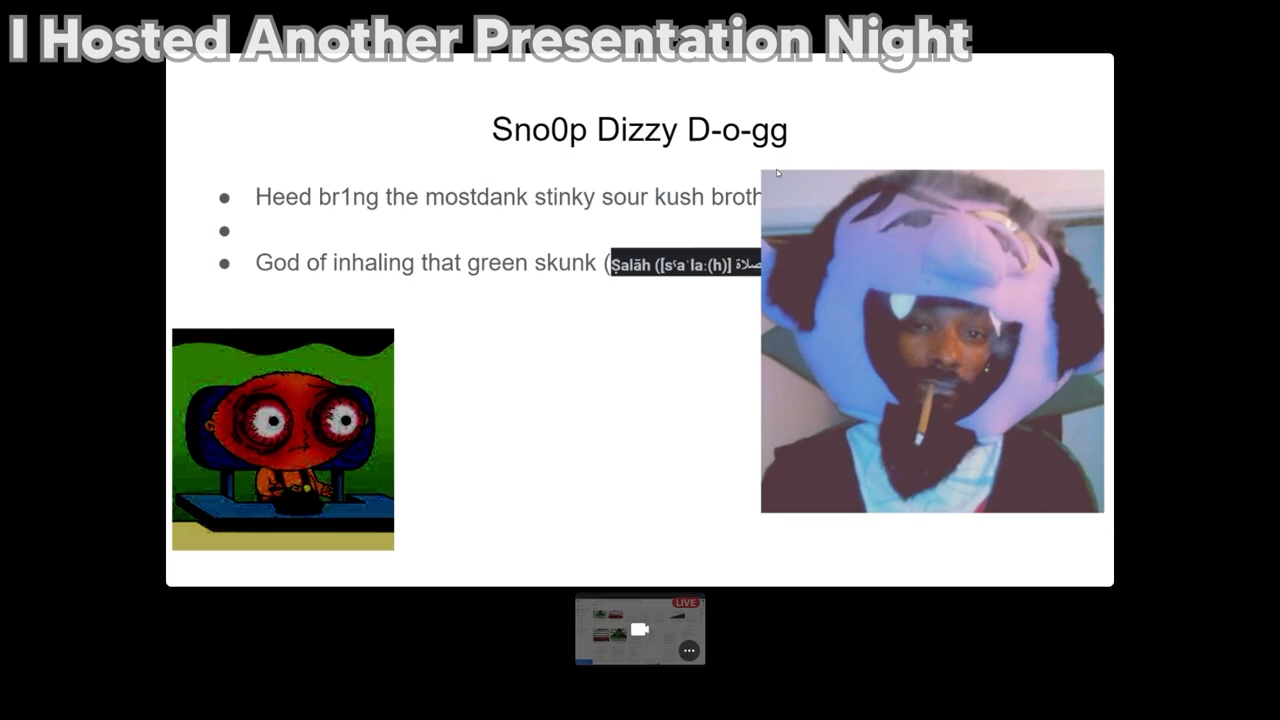 I Hosted Another Presentation Night
Sno0p Dizzy D-o-gg
Heed br1ng the mostdank stinky sour kush broth
God of inhaling that green skunk (Ṣalāh ([sˤaˈlaː(h)] صلاة
LIVE